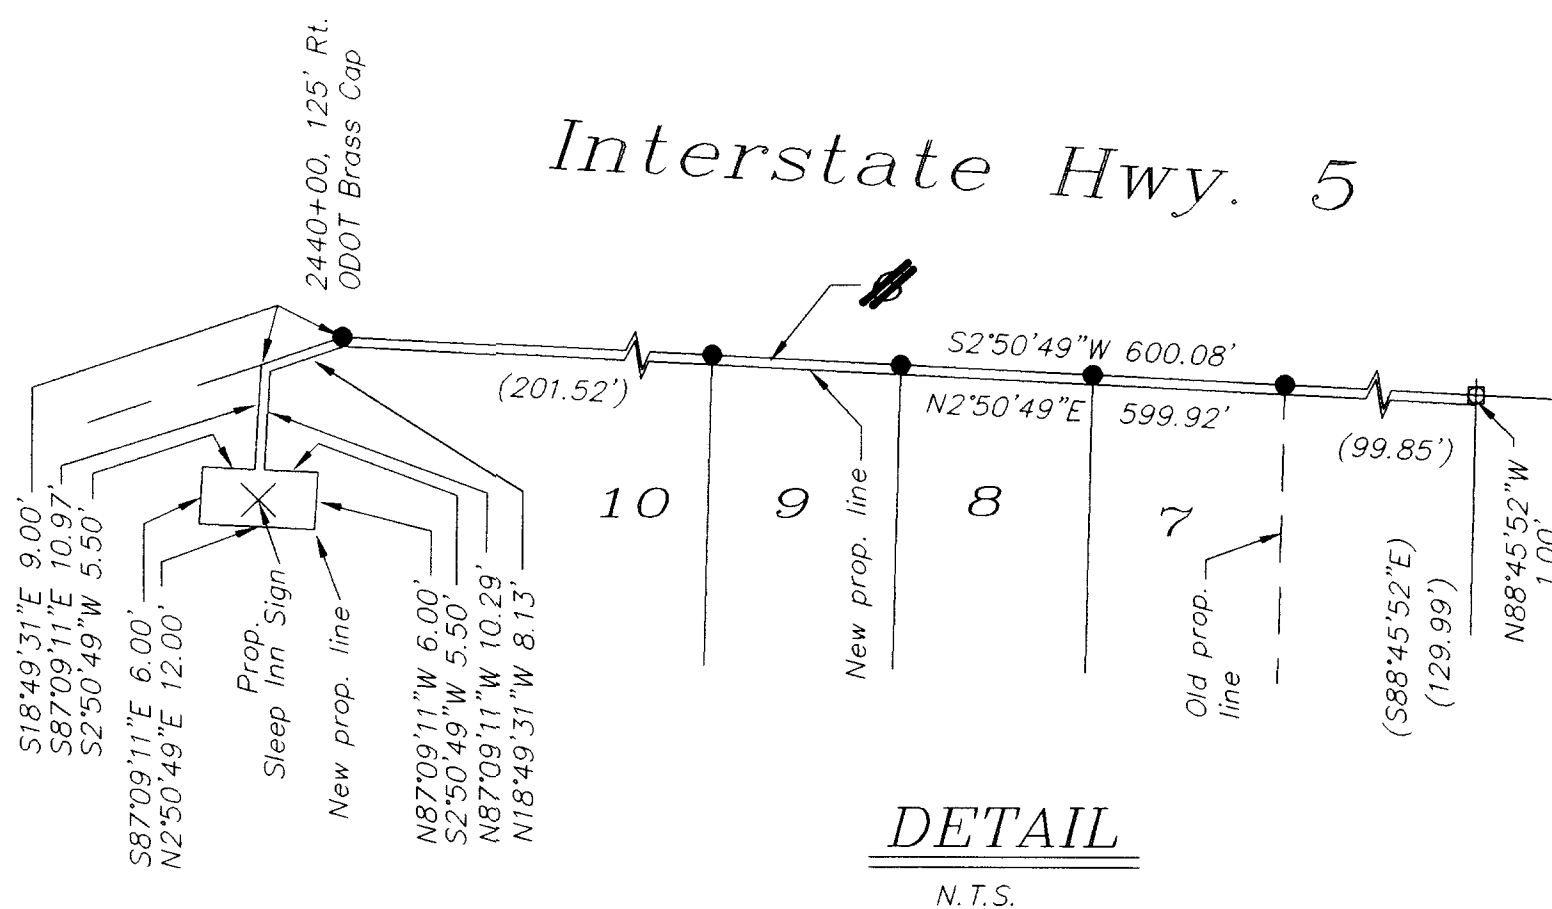 2440+00, 125' Rt.
ODOT Brass Cap
Interstate Hwy. 5
S2°50'49"W 600.08'
(201.52')
N2°50'49"E 599.92'
(99.85')
10
9
8
7
New prop. line
Old prop.
line
(S88°45'52"E)
(129.99')
N88°45'52"W
1.00'
S18°49'31"E 9.00'
S87°09'11"E 10.97'
S2°50'49"W 5.50'
S87°09'11"E 6.00'
N2°50'49"E 12.00'
Prop.
Sleep Inn Sign
New prop. line
N87°09'11"W 6.00'
S2°50'49"W 5.50'
N87°09'11"W 10.29'
N18°49'31"W 8.13'
DETAIL
N.T.S.